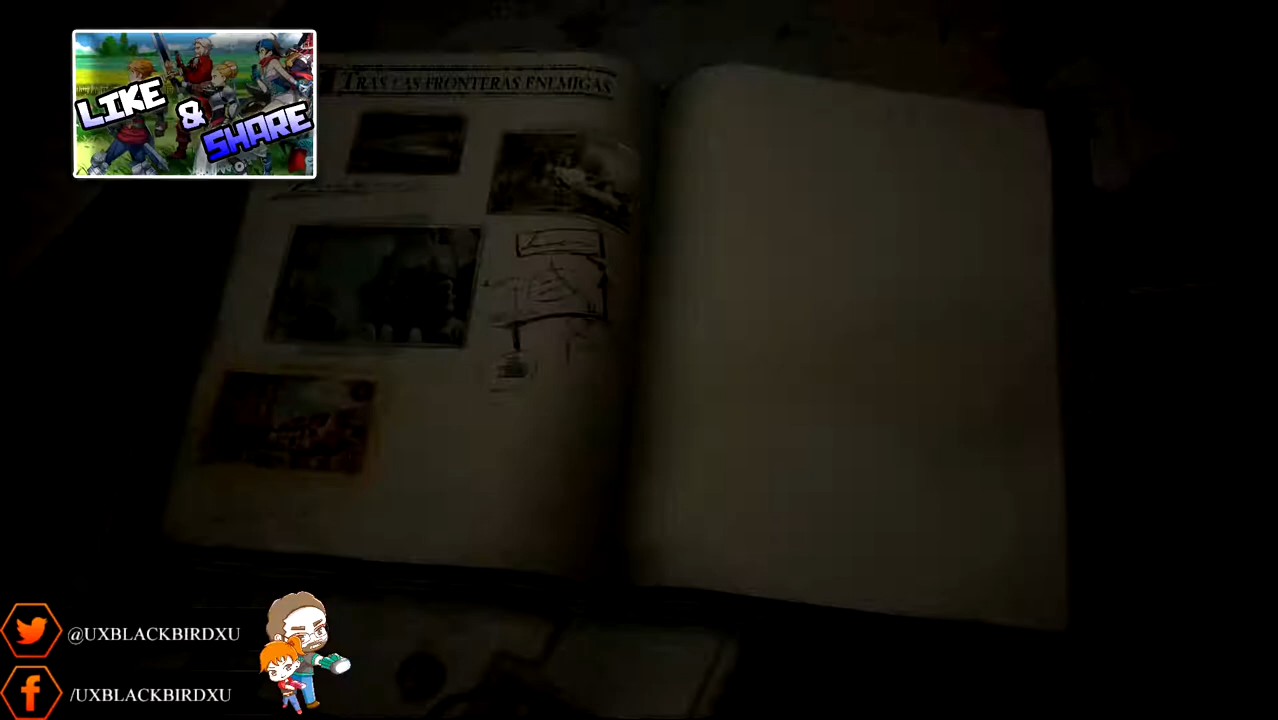 LIKE
&
SHARE
TRAS LAS FRONTERAS ENEMIGAS
@UXBLACKBIRDXU
/UXBLACKBIRDXU